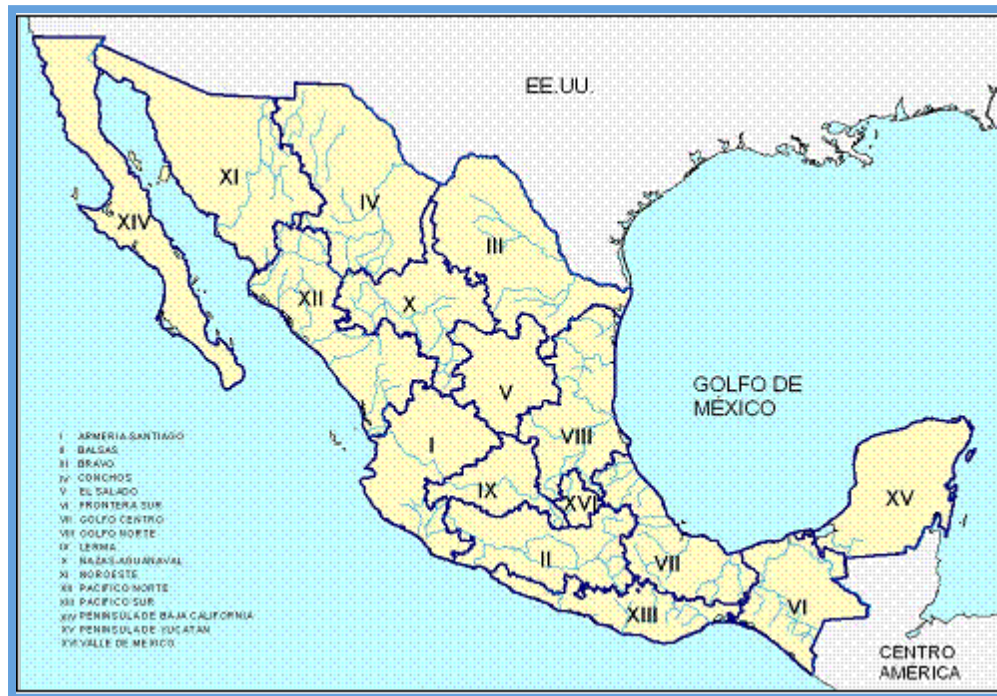 EE.UU.
XI
IV
XIV
III
XII
X
V
GOLFO DE
MÉXICO
VIII
I
IX
XVI
XV
II
VII
XIII
VI
CENTRO
AMÉRICA
I ARMERIA-SANTIAGO
II BALSAS
III BRAVO
IV CONCHOS
V EL SALADO
VI FRONTERA SUR
VII GOLFO CENTRO
VIII GOLFO NORTE
IX LERMA
X NAZAS-AGUANAVAL
XI NOROESTE
XII PACIFICO NORTE
XIII PACIFICO SUR
XIV PENINSULA DE BAJA CALIFORNIA
XV PENINSULA DE YUCATAN
XVI VALLE DE MEXICO